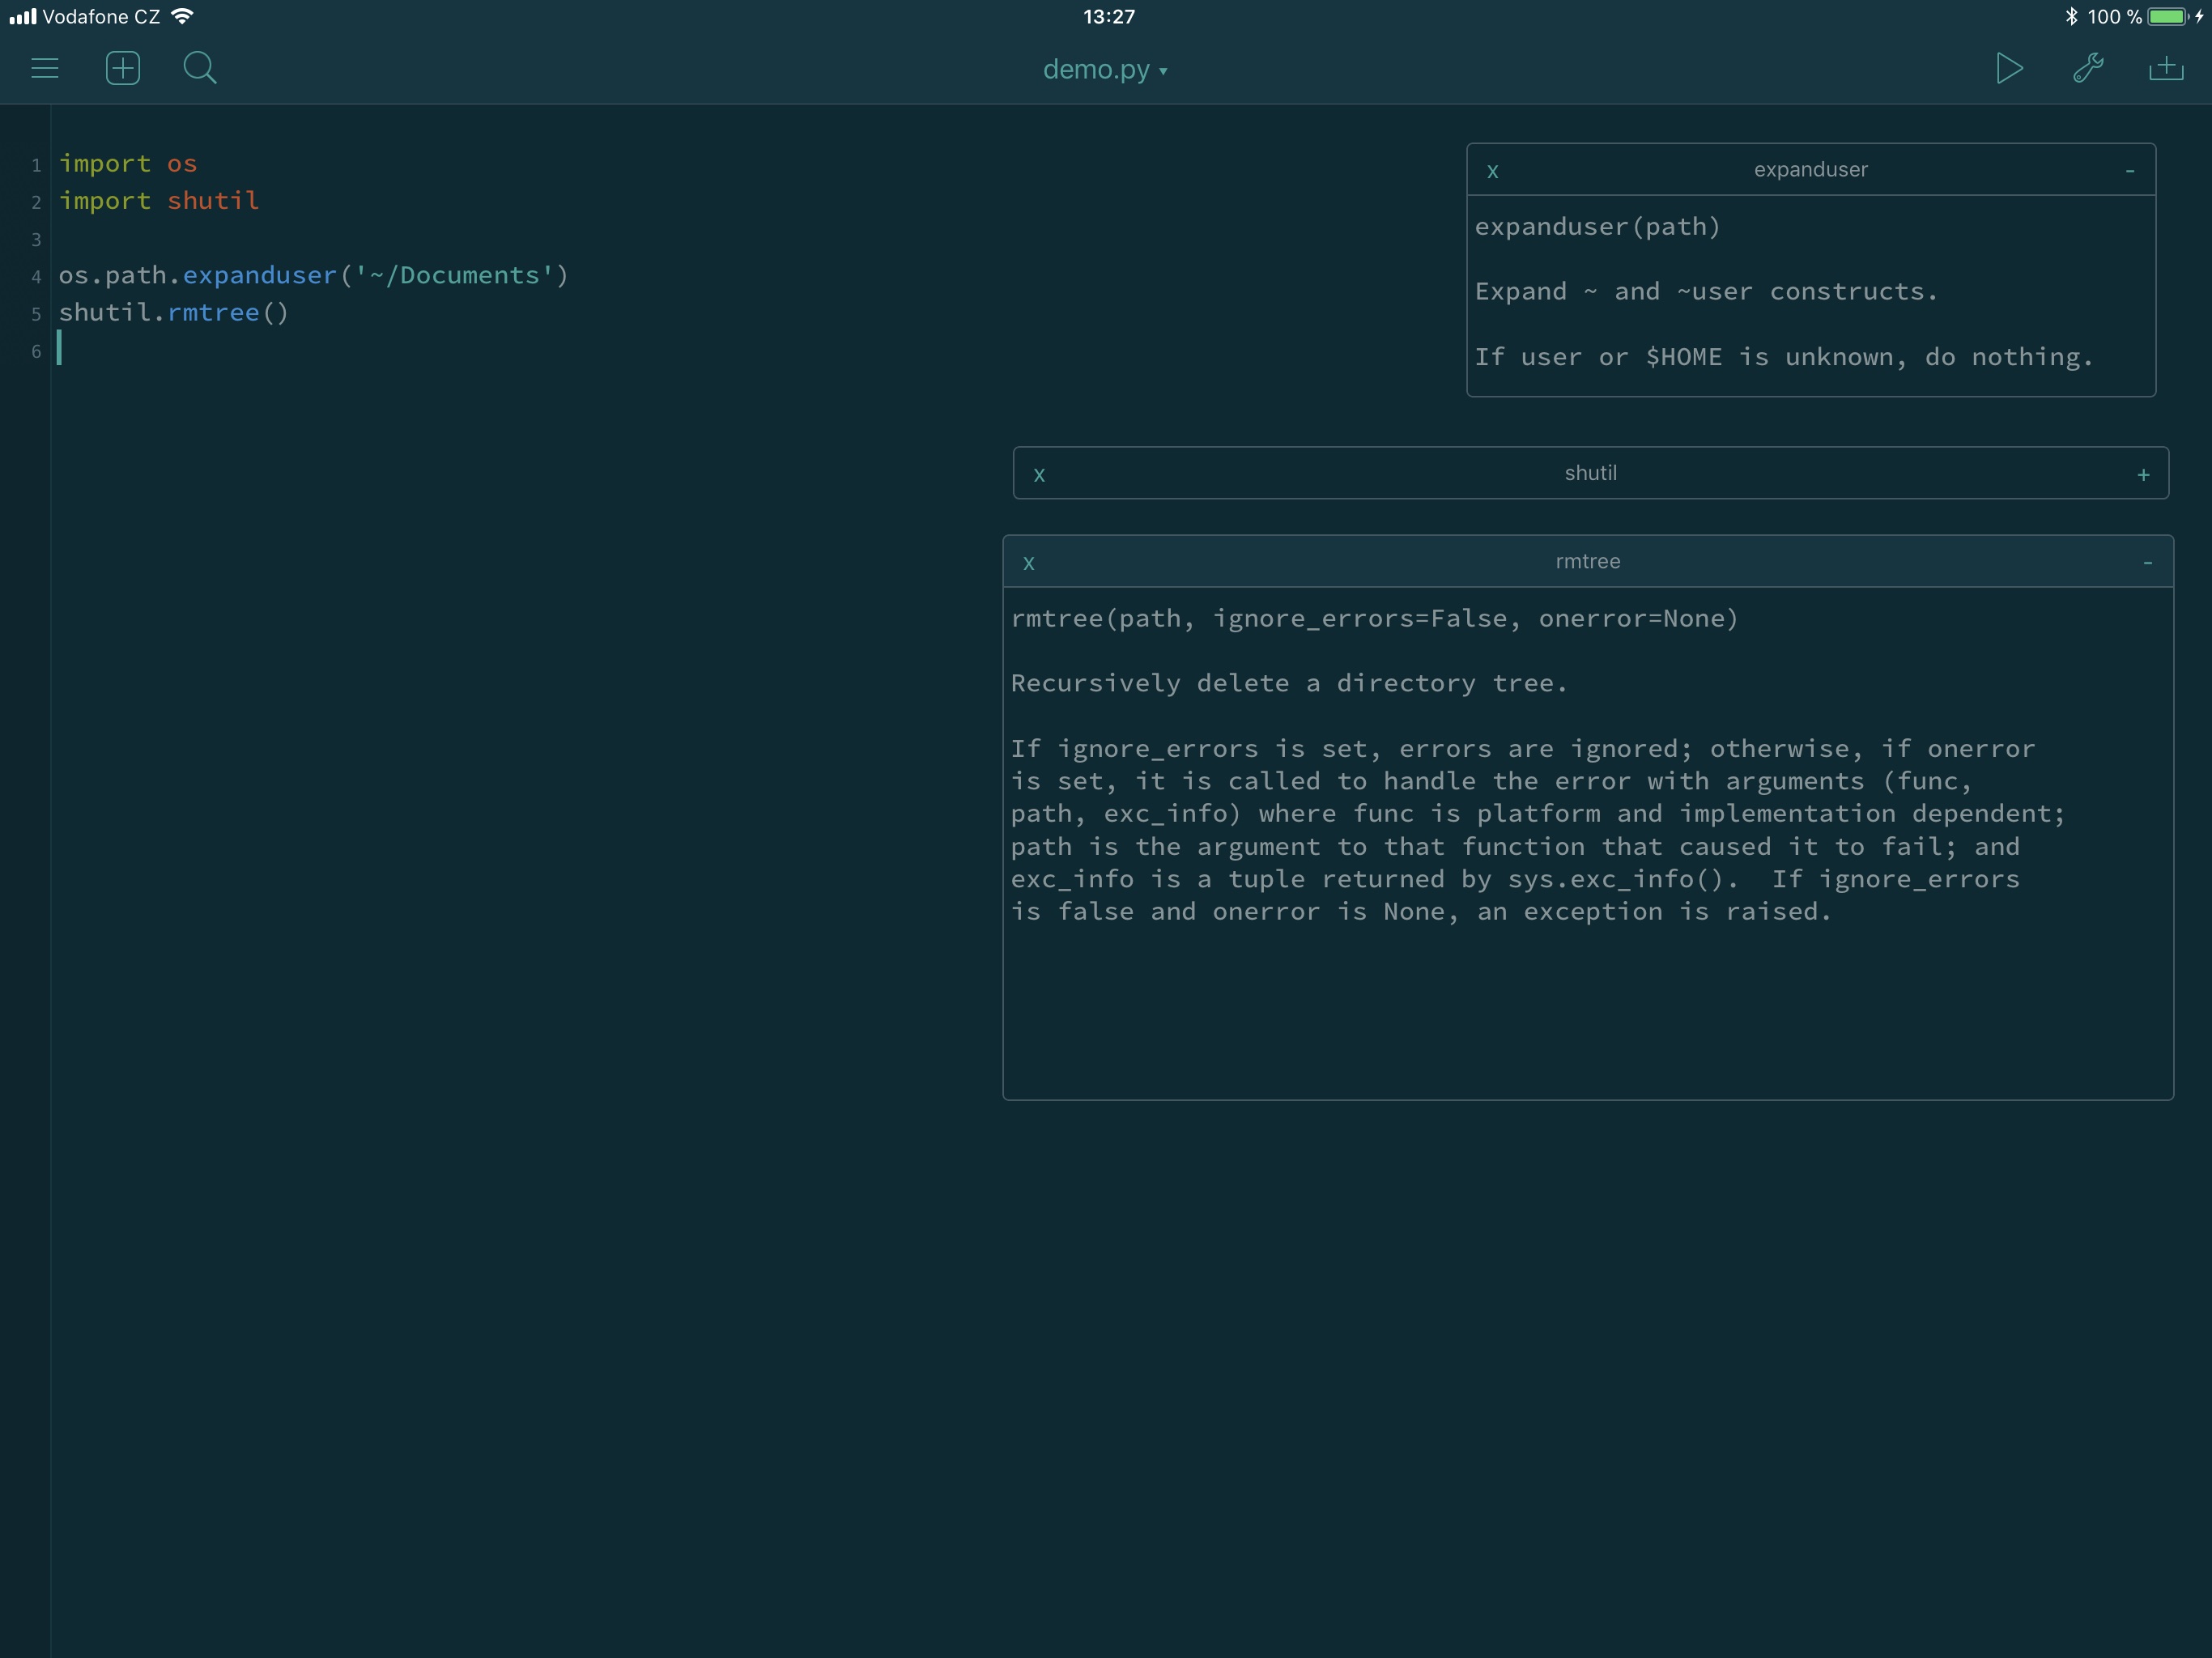 Vodafone CZ 13:27 100 %
demo.py ▾
1 import os
2 import shutil
3
4 os.path.expanduser('~/Documents')
5 shutil.rmtree()
6
x expanduser -
expanduser(path)
Expand ~ and ~user constructs.
If user or $HOME is unknown, do nothing.
x shutil +
x rmtree -
rmtree(path, ignore_errors=False, onerror=None)
Recursively delete a directory tree.
If ignore_errors is set, errors are ignored; otherwise, if onerror
is set, it is called to handle the error with arguments (func,
path, exc_info) where func is platform and implementation dependent;
path is the argument to that function that caused it to fail; and
exc_info is a tuple returned by sys.exc_info().  If ignore_errors
is false and onerror is None, an exception is raised.